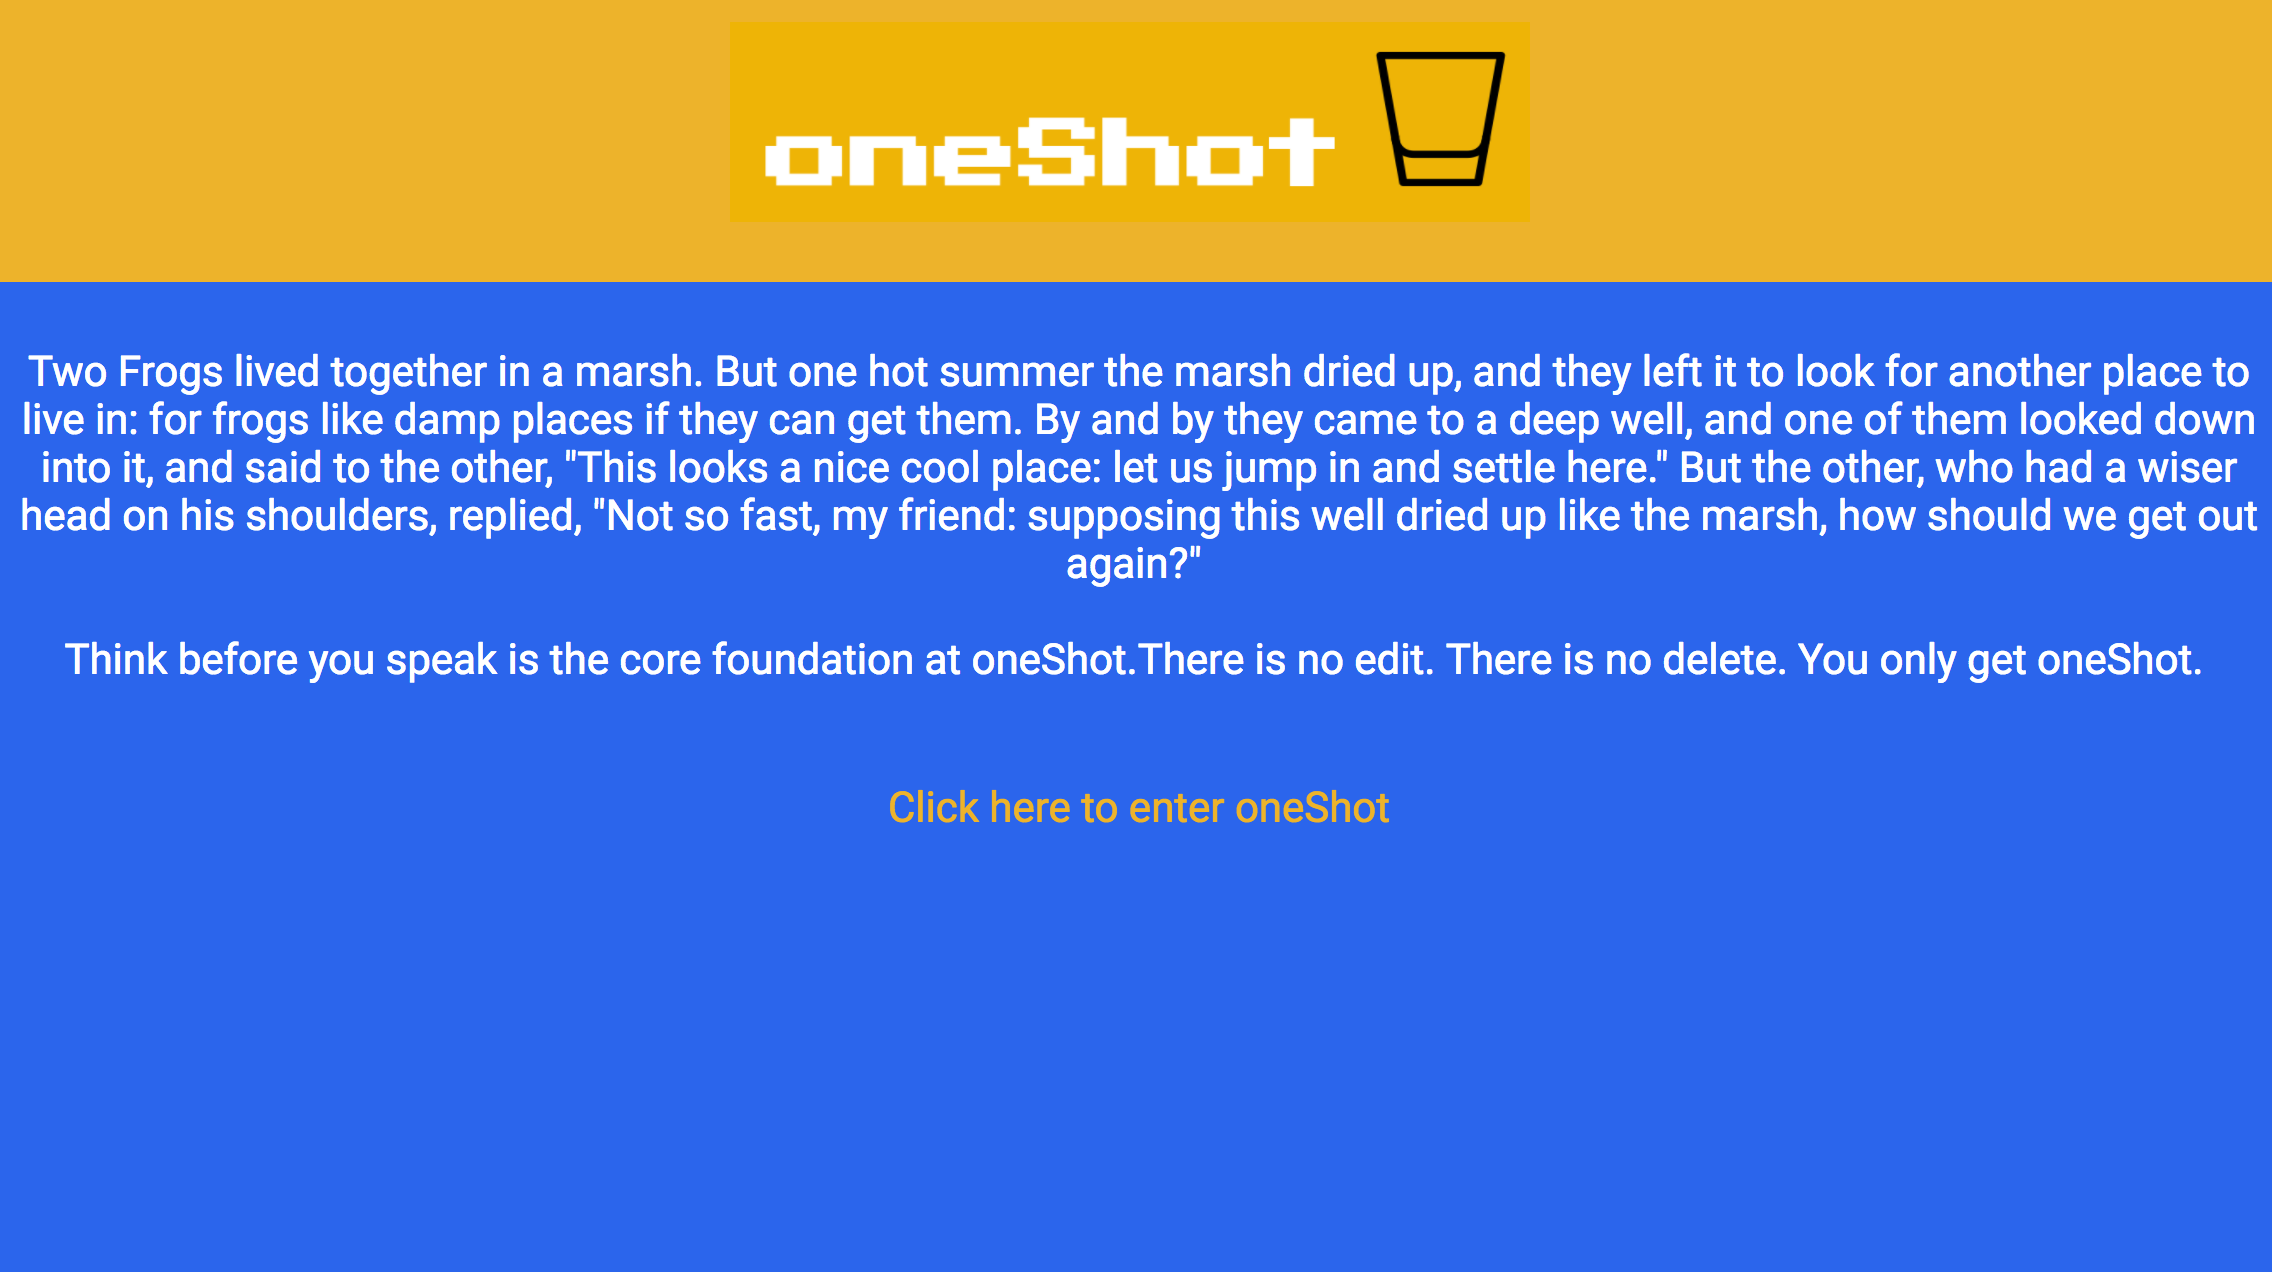 oneShot
Two Frogs lived together in a marsh. But one hot summer the marsh dried up, and they left it to look for another place to
live in: for frogs like damp places if they can get them. By and by they came to a deep well, and one of them looked down
into it, and said to the other, "This looks a nice cool place: let us jump in and settle here." But the other, who had a wiser
head on his shoulders, replied, "Not so fast, my friend: supposing this well dried up like the marsh, how should we get out
again?"
Think before you speak is the core foundation at oneShot.There is no edit. There is no delete. You only get oneShot.
Click here to enter oneShot